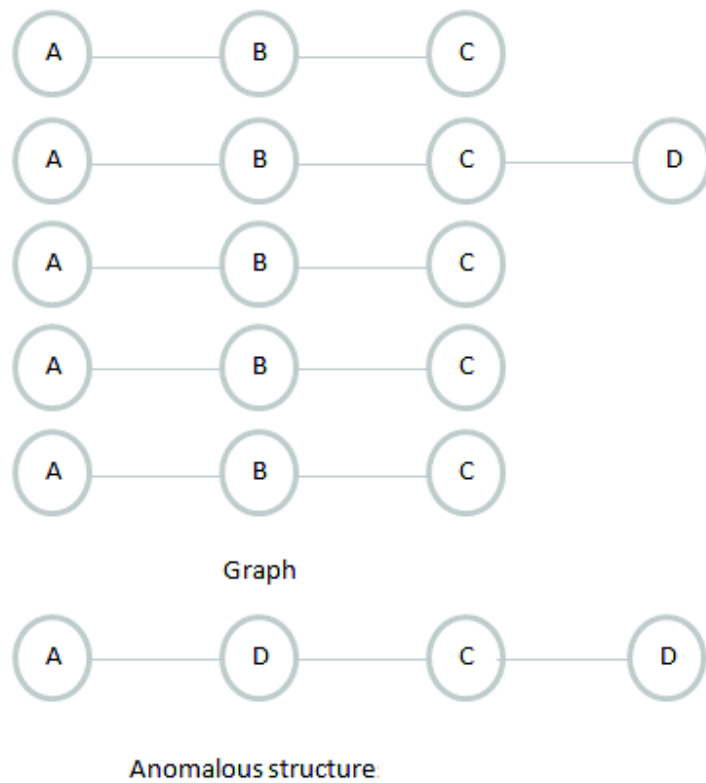 A B C
A B C D
A B C
A B C
A B C
Graph
A D C D
Anomalous structure